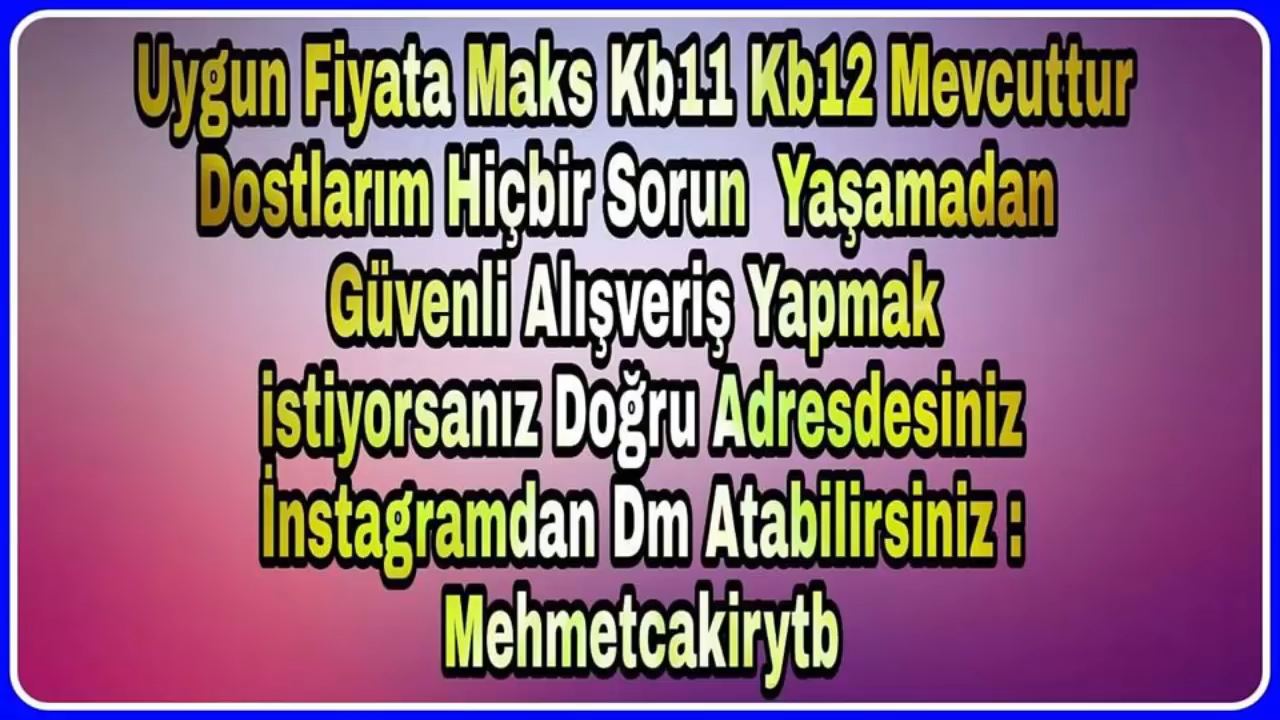 Uygun Fiyata Maks Kb11 Kb12 Mevcuttur
Dostlarım Hiçbir Sorun Yaşamadan
Güvenli Alışveriş Yapmak
istiyorsanız Doğru Adresdesiniz
İnstagramdan Dm Atabilirsiniz :
Mehmetcakirytb